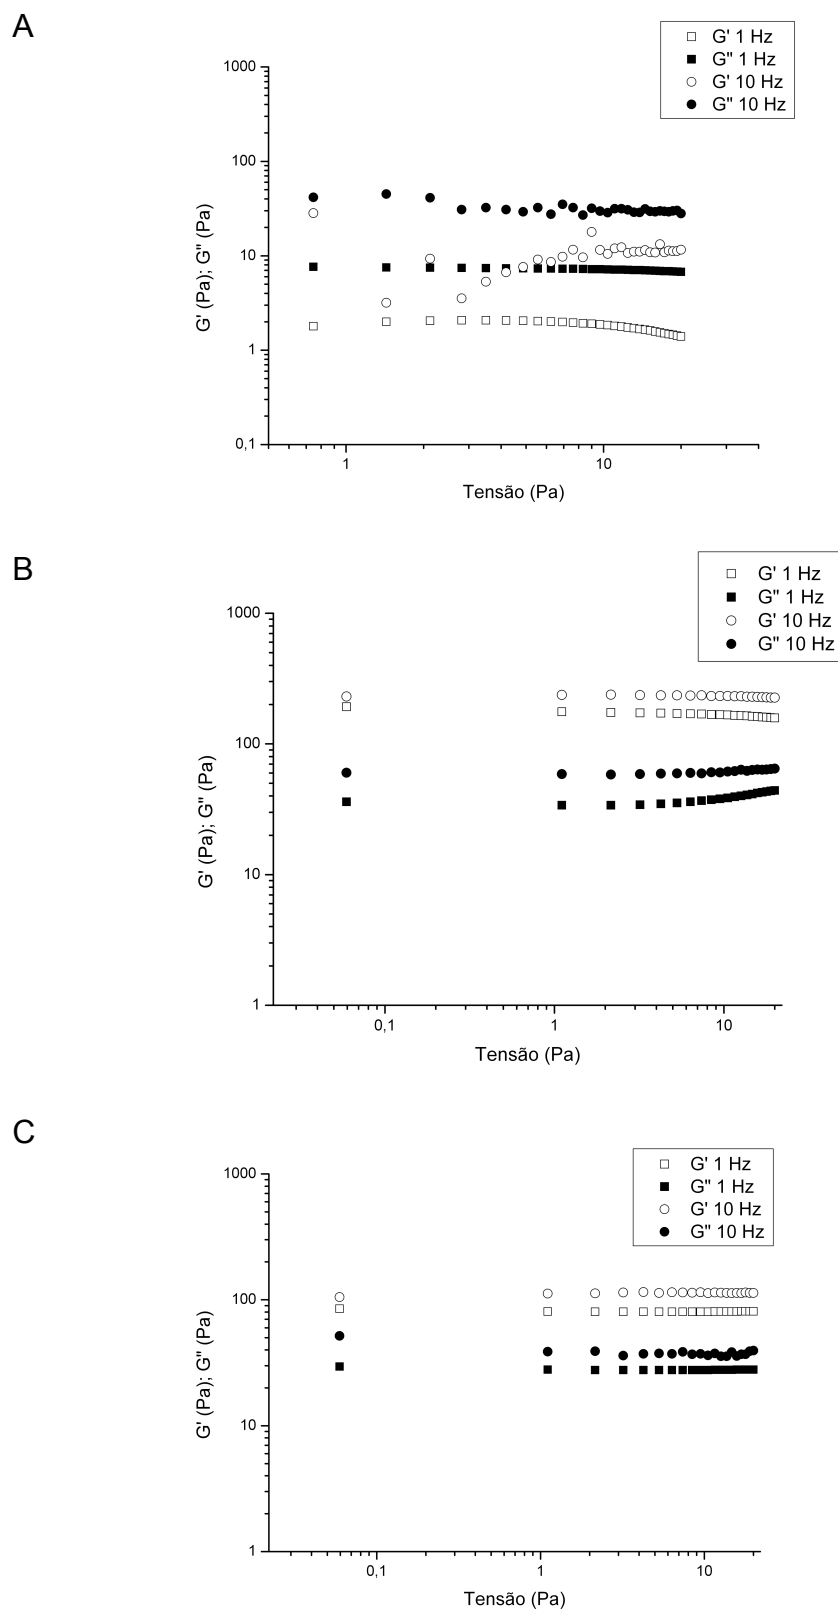 A
G' 1 Hz
G" 1 Hz
G' 10 Hz
G" 10 Hz
1000
100
10
1
0,1
G' (Pa); G" (Pa)
1
10
Tensão (Pa)
B
G' 1 Hz
G" 1 Hz
G' 10 Hz
G" 10 Hz
1000
100
10
1
G' (Pa); G" (Pa)
0,1
1
10
Tensão (Pa)
C
G' 1 Hz
G" 1 Hz
G' 10 Hz
G" 10 Hz
1000
100
10
1
G' (Pa); G" (Pa)
0,1
1
10
Tensão (Pa)